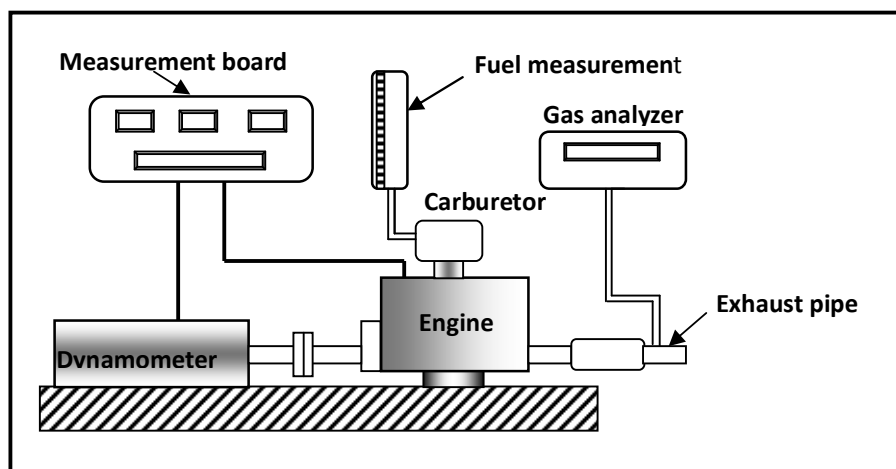 Measurement board
Fuel measurement
Gas analyzer
Carburetor
Exhaust pipe
Engine
Dvnamometer